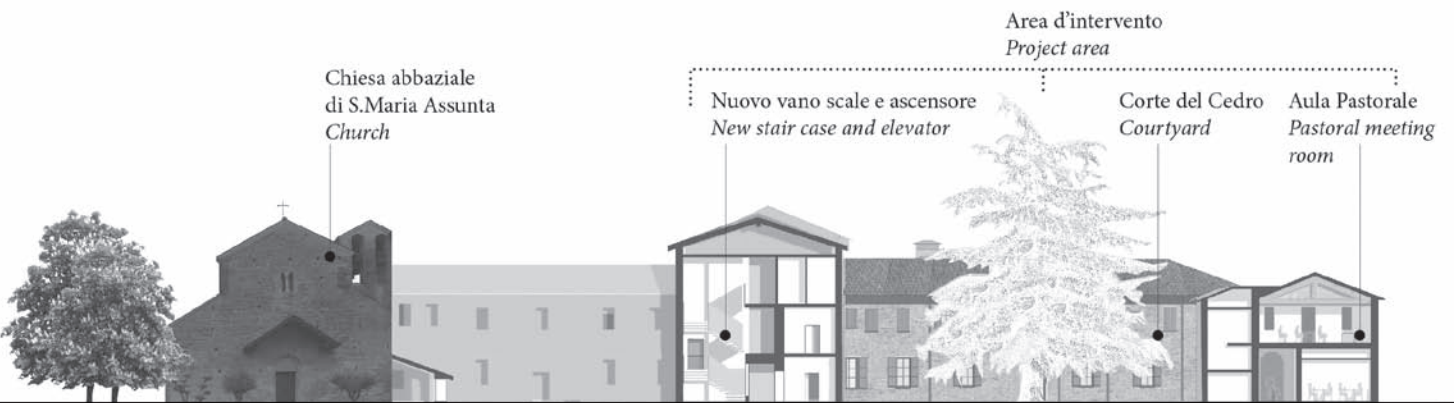 Area d'intervento
Project area
Chiesa abbaziale
di S.Maria Assunta
Church
Nuovo vano scale e ascensore
New stair case and elevator
Corte del Cedro
Courtyard
Aula Pastorale
Pastoral meeting
room